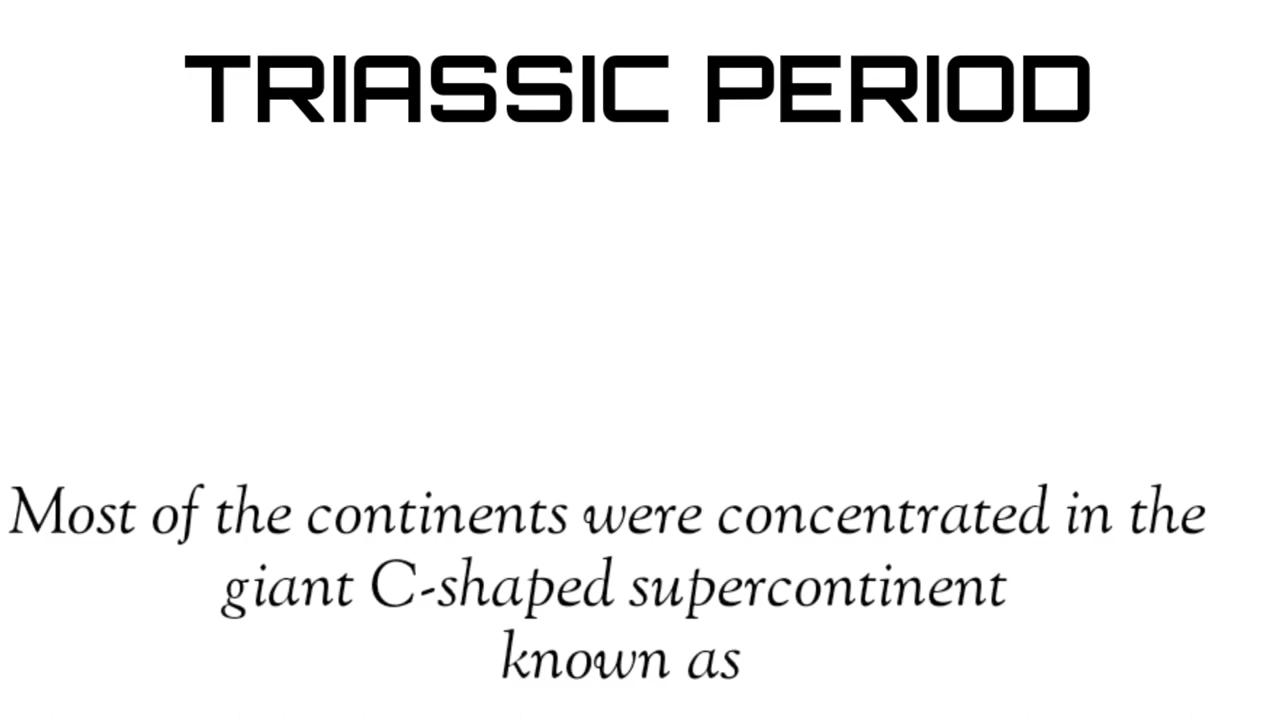 TRIASSIC PERIOD
Most of the continents were concentrated in the
giant C-shaped supercontinent
known as